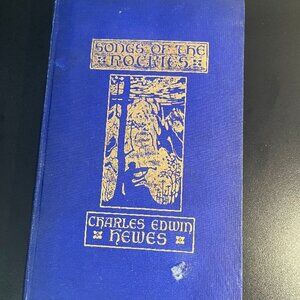 SONGS OF THE
ROCKIES
CHARLES EDWIN
HEWES